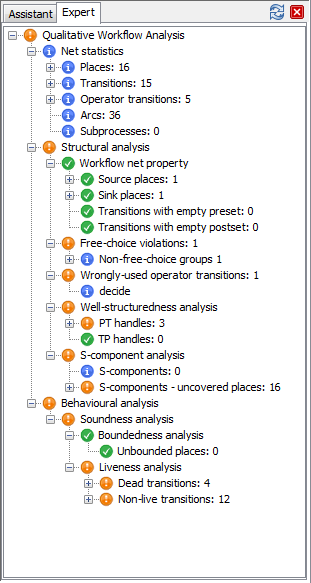 Assistant Expert
Qualitative Workflow Analysis
Net statistics
Places: 16
Transitions: 15
Operator transitions: 5
Arcs: 36
Subprocesses: 0
Structural analysis
Workflow net property
Source places: 1
Sink places: 1
Transitions with empty preset: 0
Transitions with empty postset: 0
Free-choice violations: 1
Non-free-choice groups 1
Wrongly-used operator transitions: 1
decide
Well-structuredness analysis
PT handles: 3
TP handles: 0
S-component analysis
S-components: 0
S-components - uncovered places: 16
Behavioural analysis
Soundness analysis
Boundedness analysis
Unbounded places: 0
Liveness analysis
Dead transitions: 4
Non-live transitions: 12